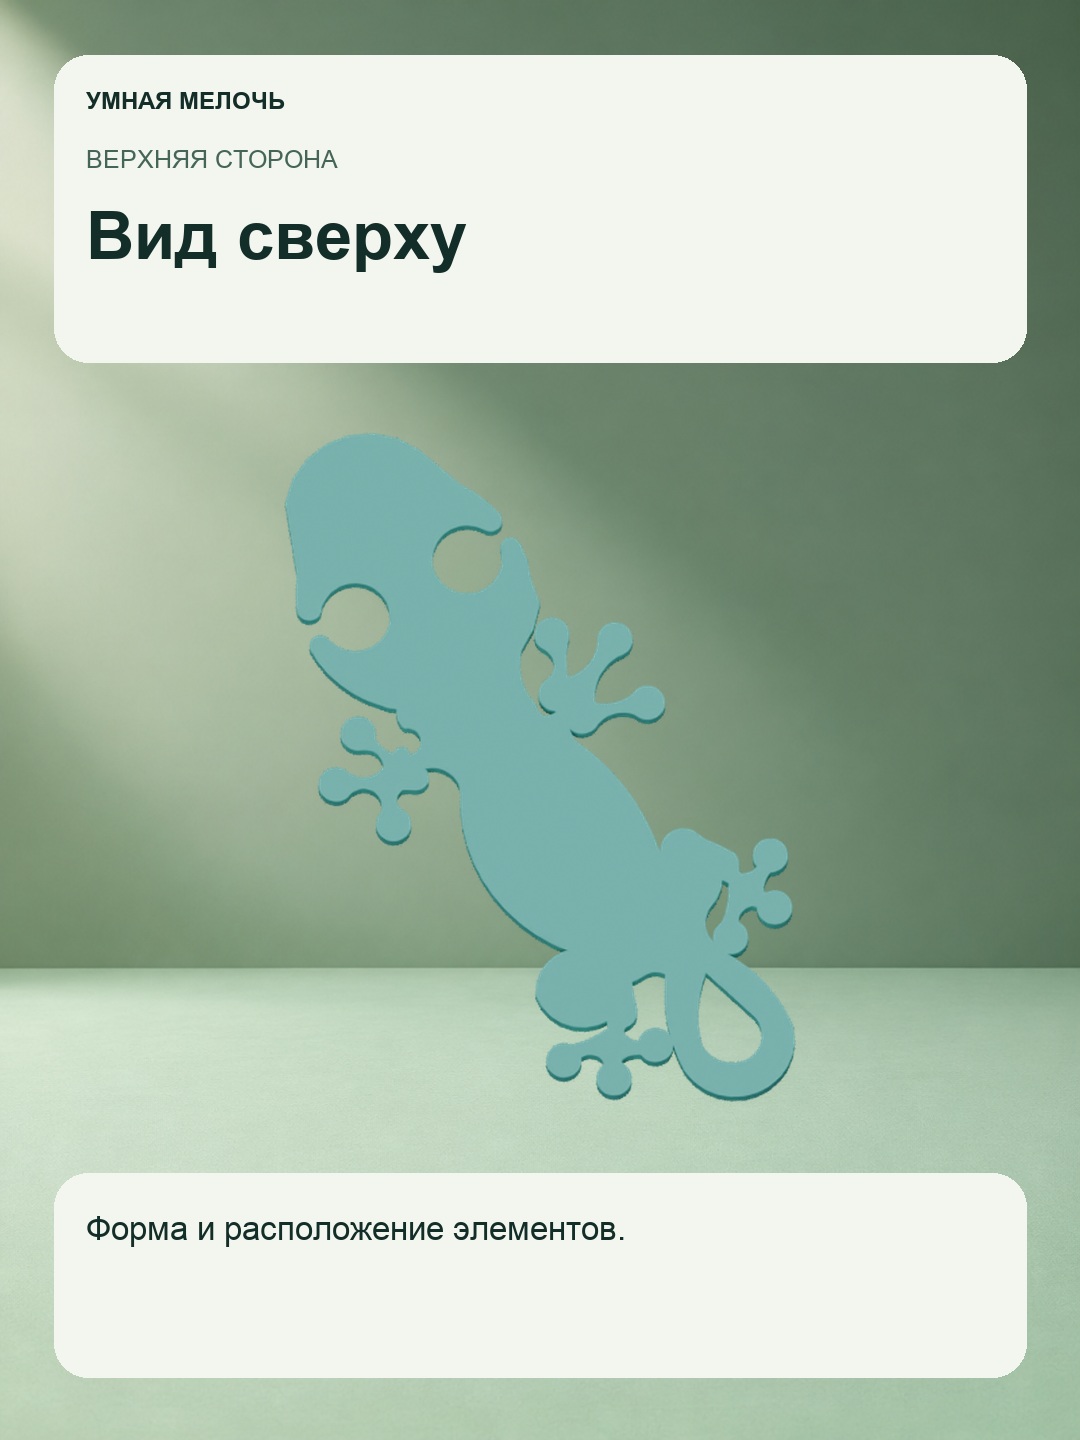 УМНАЯ МЕЛОЧЬ
ВЕРХНЯЯ СТОРОНА
Вид сверху
Форма и расположение элементов.